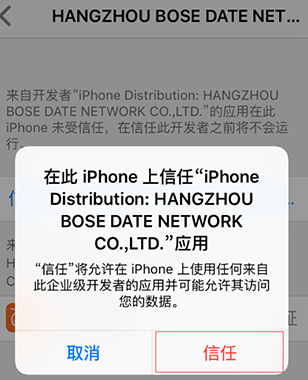 HANGZHOU BOSE DATE NET...
来自开发者“iPhone Distribution: HANGZHOU
BOSE DATE NETWORK CO.,LTD.”的应用在此
iPhone 未受信任，在信任此开发者之前将不会运
行。
在此 iPhone 上信任“iPhone
Distribution: HANGZHOU
BOSE DATE NETWORK
CO.,LTD.”应用
“信任”将允许在 iPhone 上使用任何来自
此企业级开发者的应用并可能允许其访问
您的数据。
来
H
C
证
取消
信任